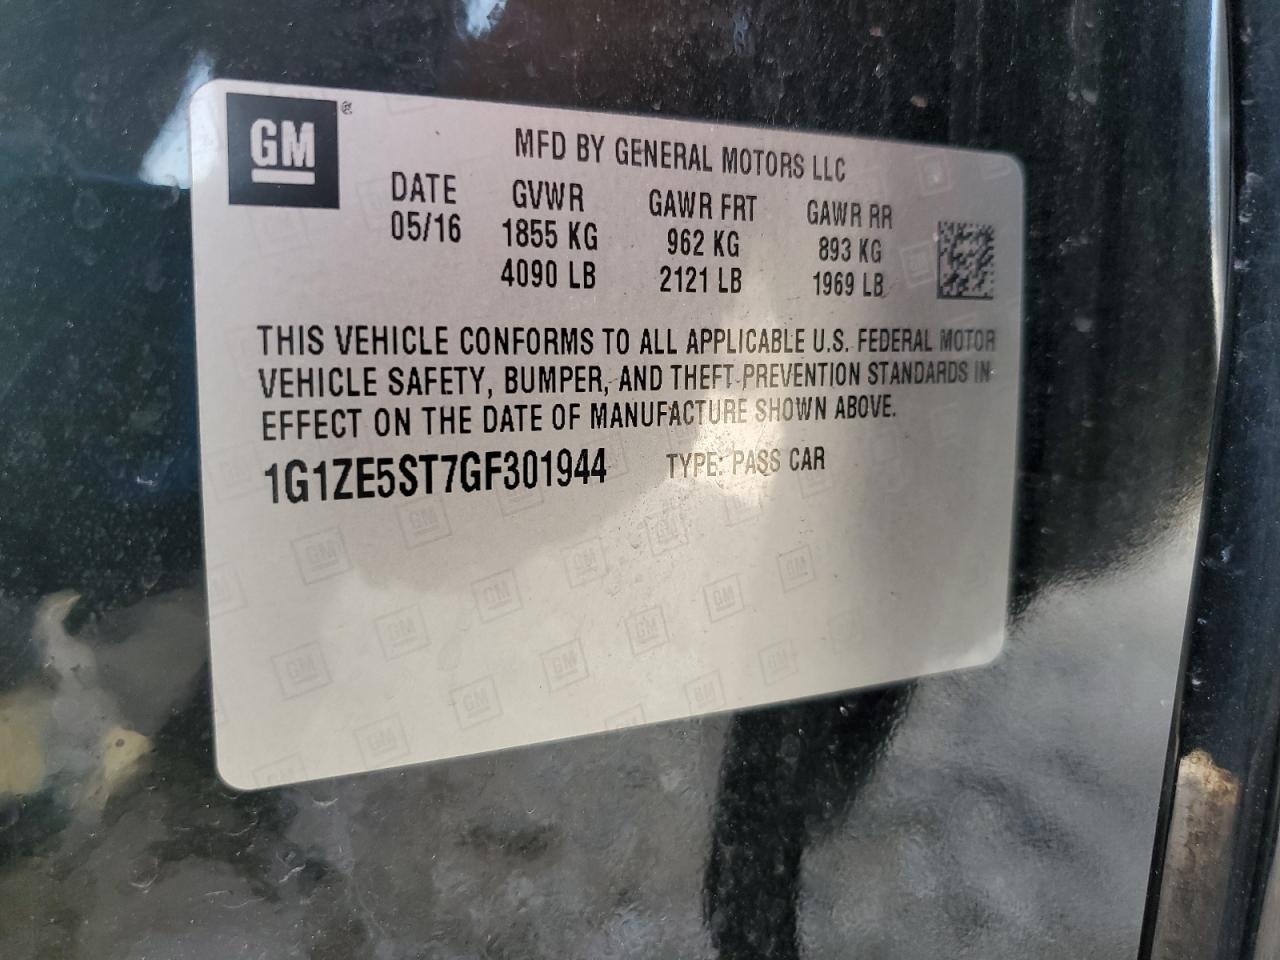 GM ®
MFD BY GENERAL MOTORS LLC
DATE GVWR GAWR FRT GAWR RR
05/16 1855 KG 962 KG 893 KG
4090 LB 2121 LB 1969 LB
THIS VEHICLE CONFORMS TO ALL APPLICABLE U.S. FEDERAL MOTOR
VEHICLE SAFETY, BUMPER, AND THEFT PREVENTION STANDARDS IN
EFFECT ON THE DATE OF MANUFACTURE SHOWN ABOVE.
1G1ZE5ST7GF301944 TYPE: PASS CAR